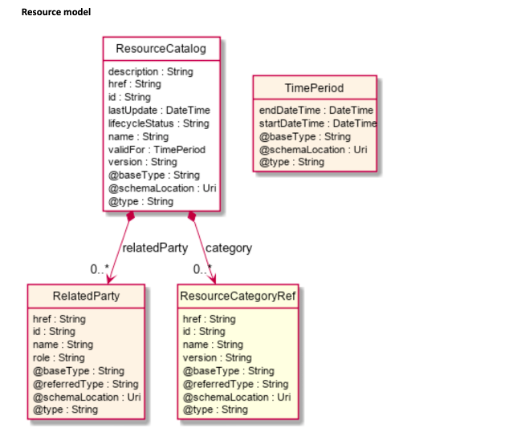 Resource model
ResourceCatalog
description : String
href : String
id : String
lastUpdate : DateTime
lifecycleStatus : String
name : String
validFor : TimePeriod
version : String
@baseType : String
@schemaLocation : Uri
@type : String
TimePeriod
endDateTime : DateTime
startDateTime : DateTime
@baseType : String
@schemaLocation : Uri
@type : String
relatedParty
category
0..*
0..*
RelatedParty
href : String
id : String
name : String
role : String
@baseType : String
@referredType : String
@schemaLocation : Uri
@type : String
ResourceCategoryRef
href : String
id : String
name : String
version : String
@baseType : String
@referredType : String
@schemaLocation : Uri
@type : String